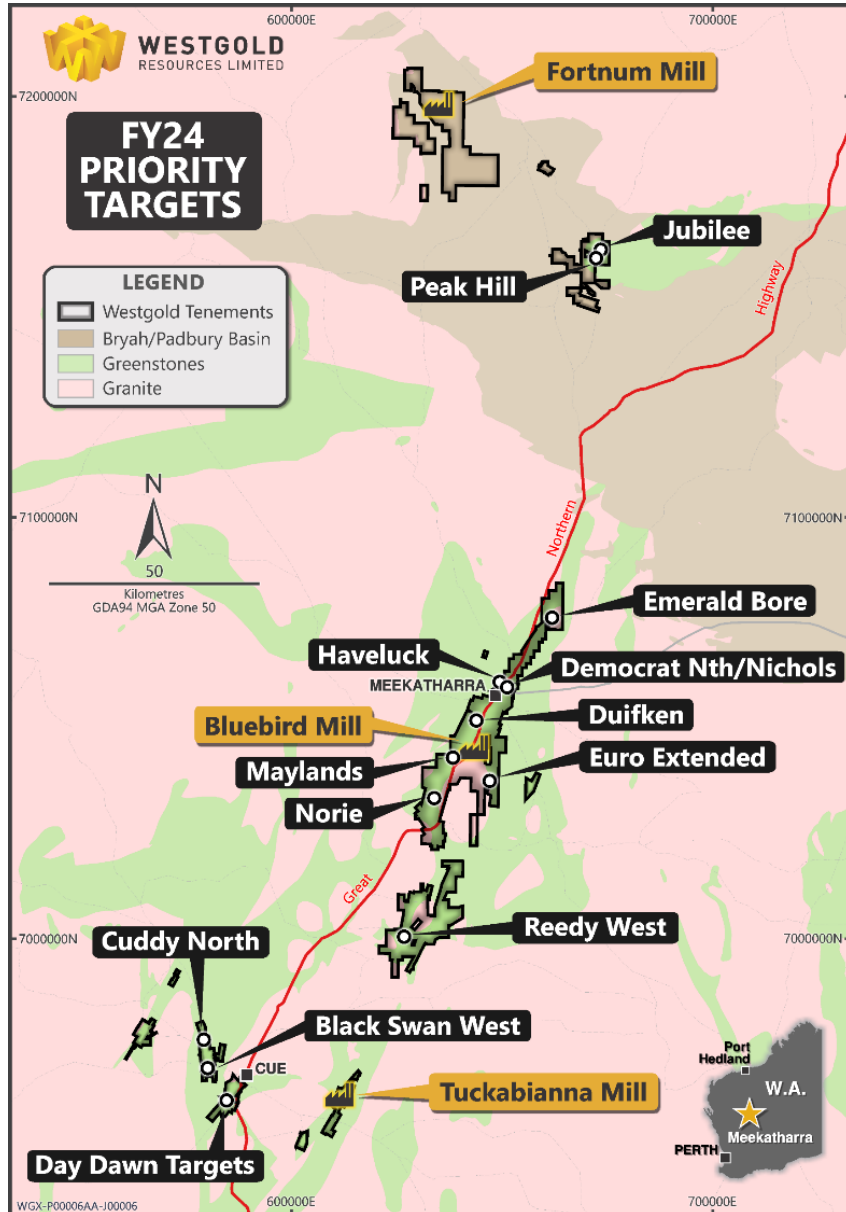 600000E
700000E
WESTGOLD
RESOURCES LIMITED
Fortnum Mill
7200000N
FY24
PRIORITY
TARGETS
Jubilee
Peak Hill
LEGEND
Westgold Tenements
Bryah/Padbury Basin
Greenstones
Granite
Highway
N
7100000N
7100000N
Northern
50
Kilometres
GDA94 MGA Zone 50
Emerald Bore
Haveluck
Democrat Nth/Nichols
MEEKATHARRA
Duifken
Bluebird Mill
Euro Extended
Maylands
Norie
Great
Reedy West
7000000N
7000000N
Cuddy North
Black Swan West
CUE
Tuckabianna Mill
Day Dawn Targets
Port
Hedland
W.A.
Meekatharra
PERTH
WGX-P00006AA-J00006
600000E
700000E